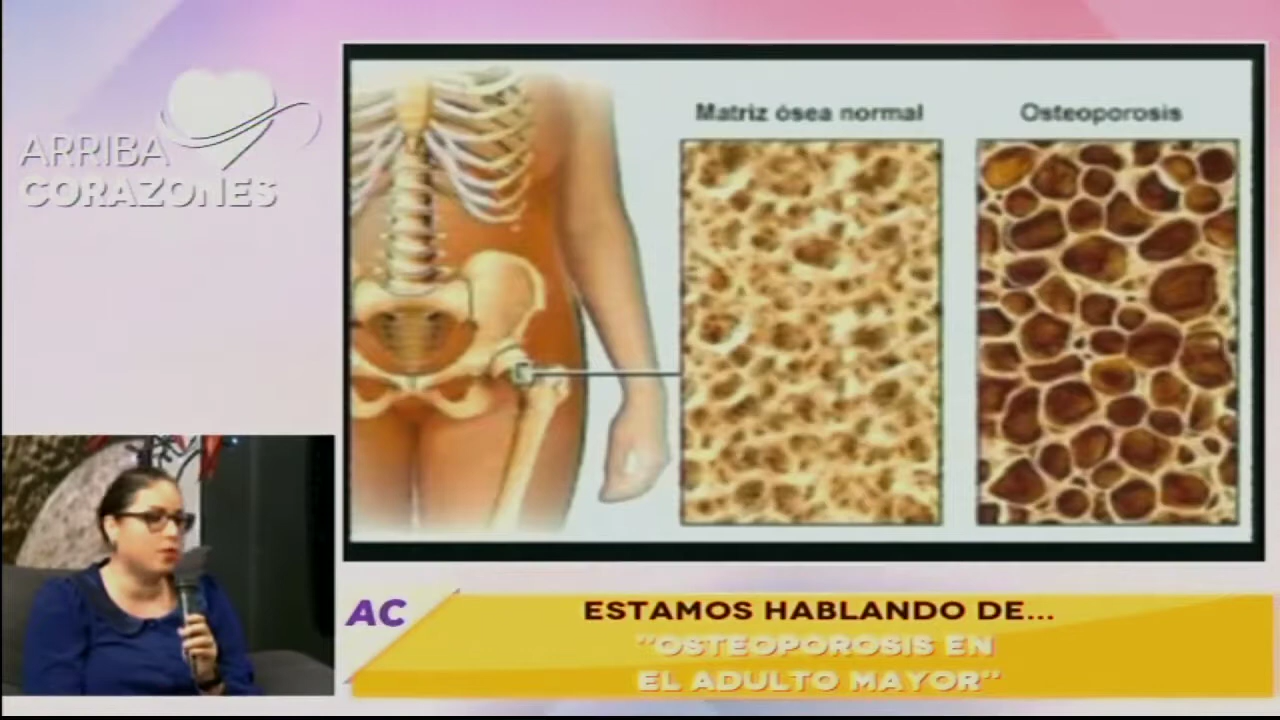 ARRIBA
CORAZONES
Matriz ósea normal
Osteoporosis
AC
ESTAMOS HABLANDO DE...
"OSTEOPOROSIS EN
EL ADULTO MAYOR"